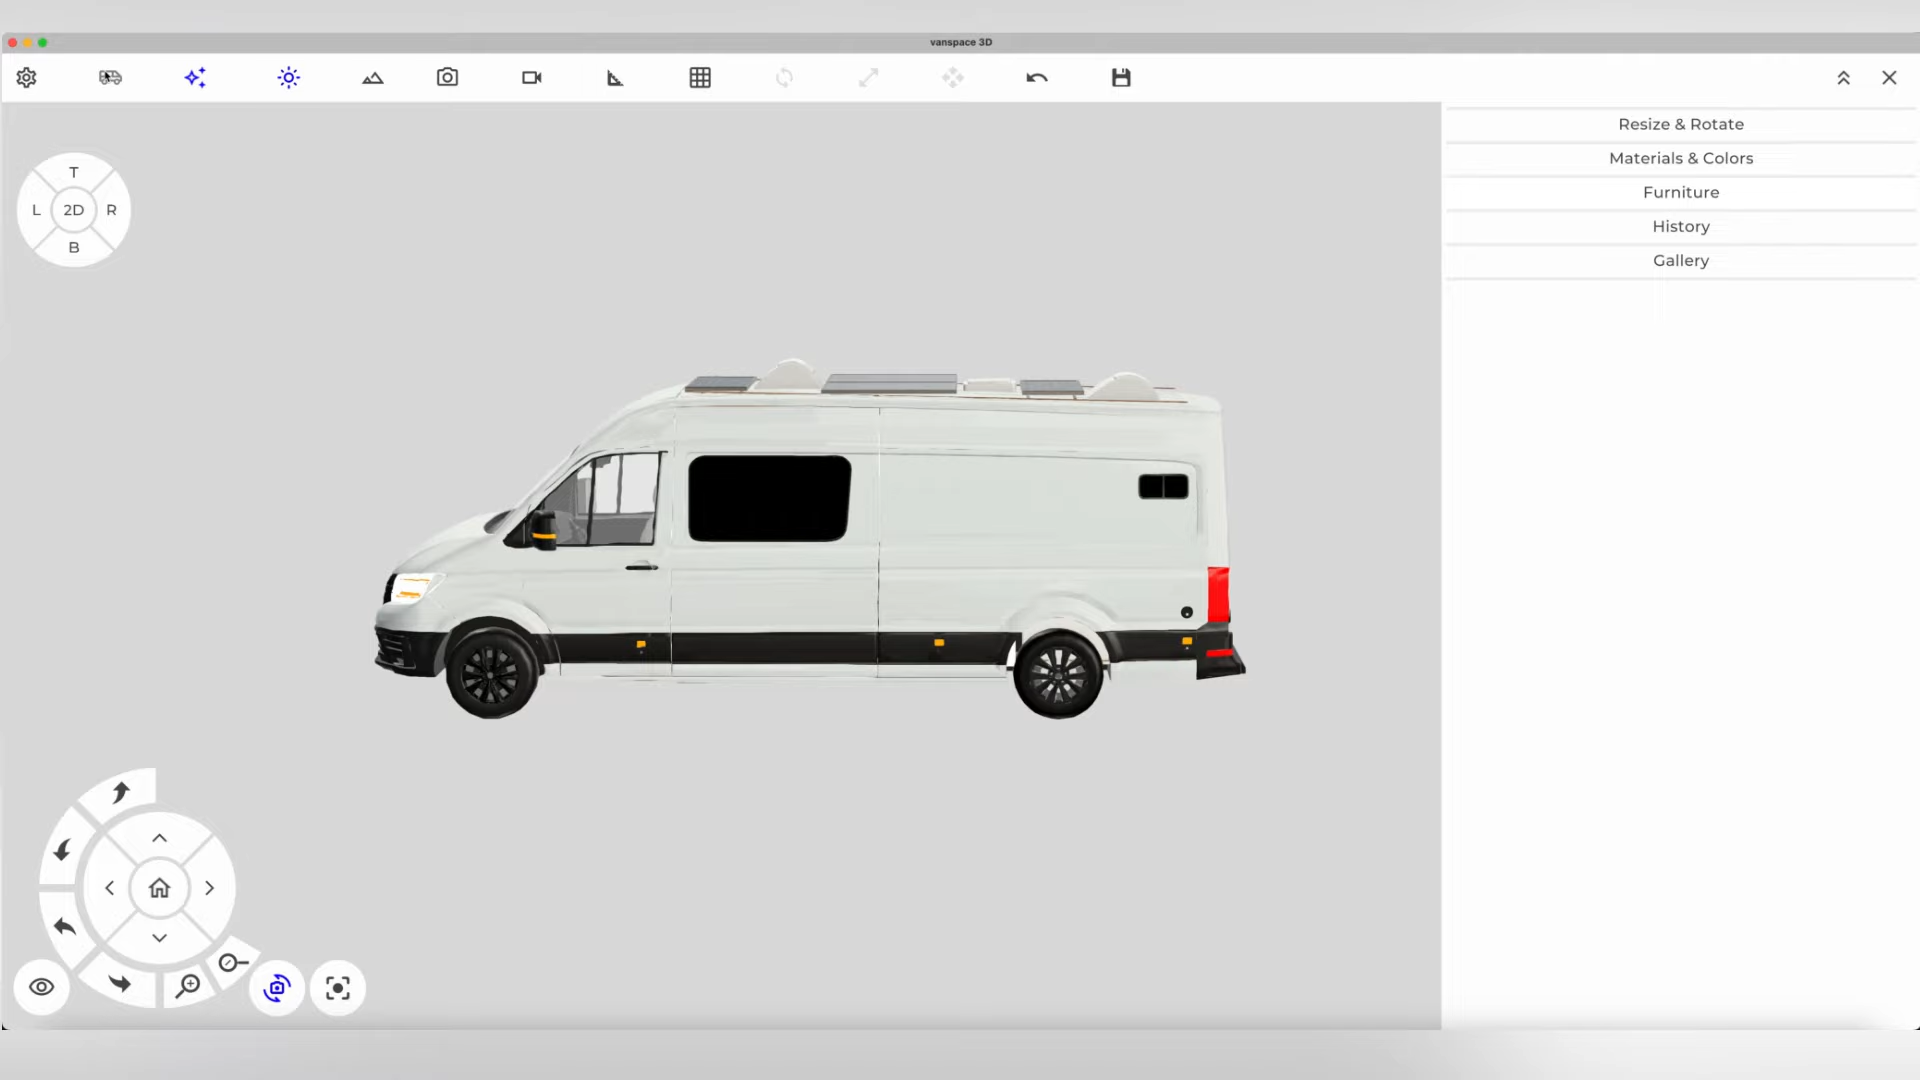 vanspace 3D
Resize & Rotate
Materials & Colors
Furniture
History
Gallery
T
L 2D R
B